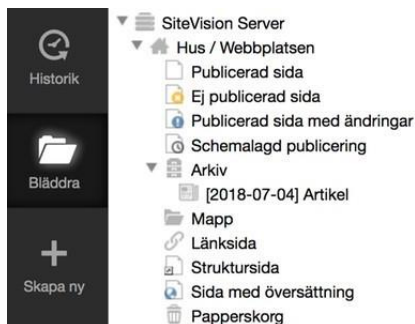 Historik
Bläddra
Skapa ny
SiteVision Server
Hus / Webbplatsen
Publicerad sida
Ej publicerad sida
Publicerad sida med ändringar
Schemalagd publicering
Arkiv
[2018-07-04] Artikel
Mapp
Länksida
Struktursida
Sida med översättning
Papperskorg